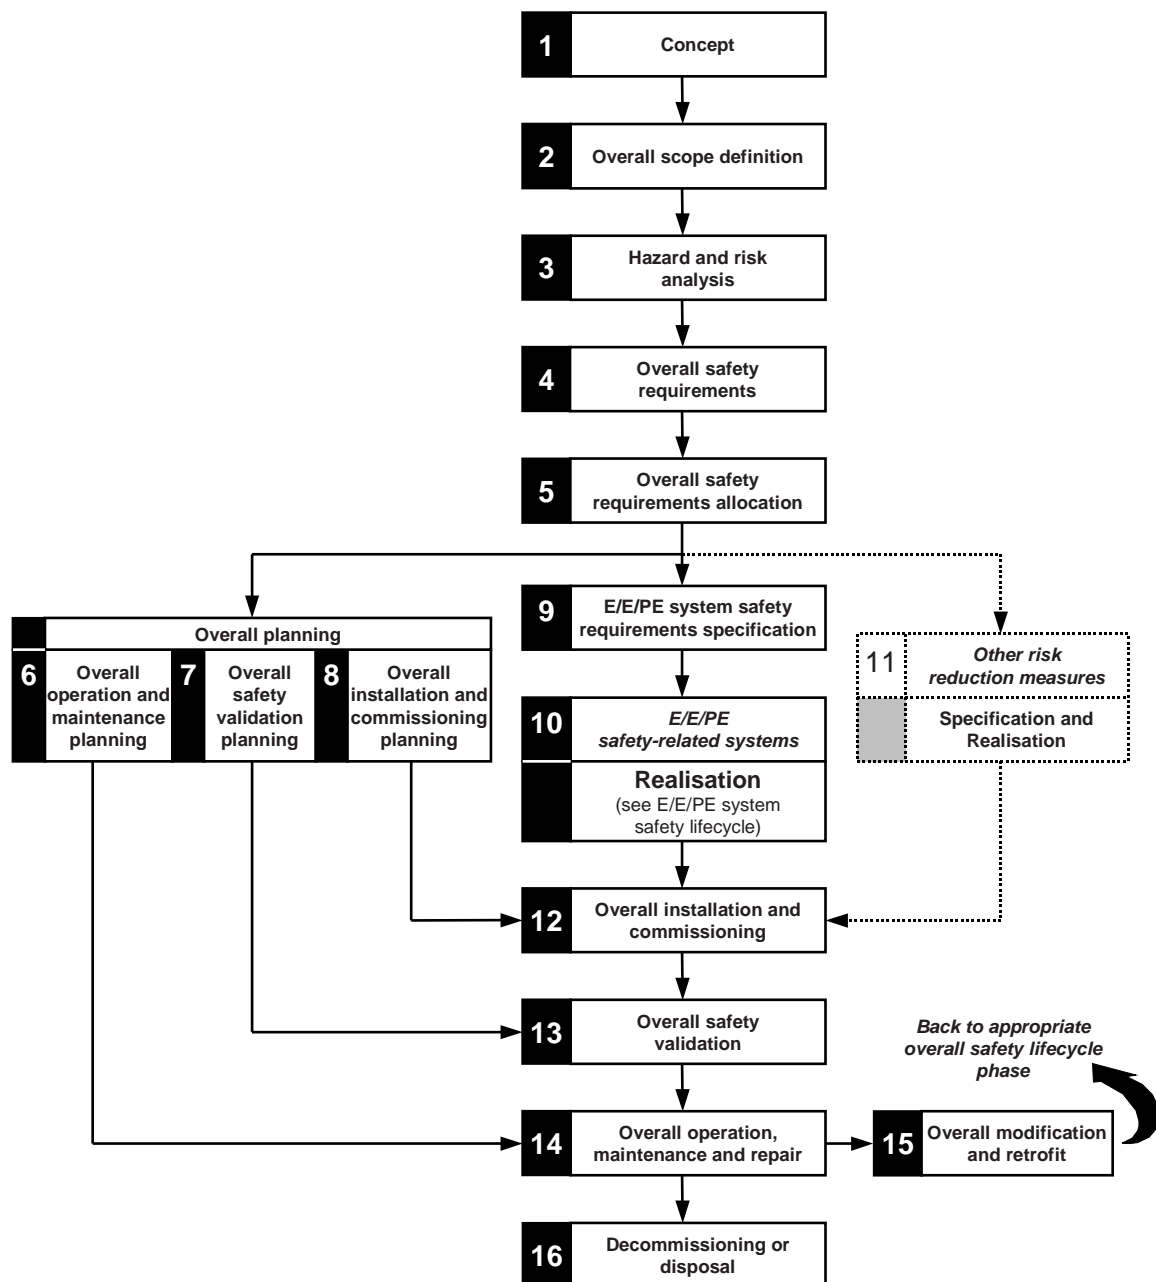 1
Concept
2
Overall scope definition
3
Hazard and risk
analysis
4
Overall safety
requirements
5
Overall safety
requirements allocation
Overall planning
6
Overall
operation and
maintenance
planning
7
Overall
safety
validation
planning
8
Overall
installation and
commissioning
planning
9
E/E/PE system safety
requirements specification
10
E/E/PE
safety-related systems
Realisation
(see E/E/PE system
safety lifecycle)
11
Other risk
reduction measures
Specification and
Realisation
12
Overall installation and
commissioning
13
Overall safety
validation
Back to appropriate
overall safety lifecycle
phase
14
Overall operation,
maintenance and repair
15
Overall modification
and retrofit
16
Decommissioning or
disposal